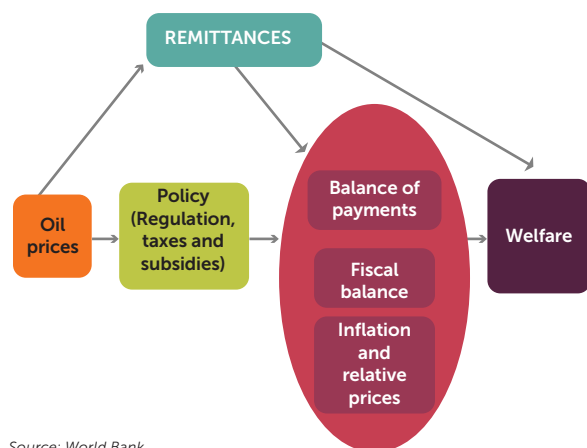 REMITTANCES
Oil
prices
Policy
(Regulation,
taxes and
subsidies)
Balance of
payments
Fiscal
balance
Inflation
and
relative
prices
Welfare
Source: World Bank